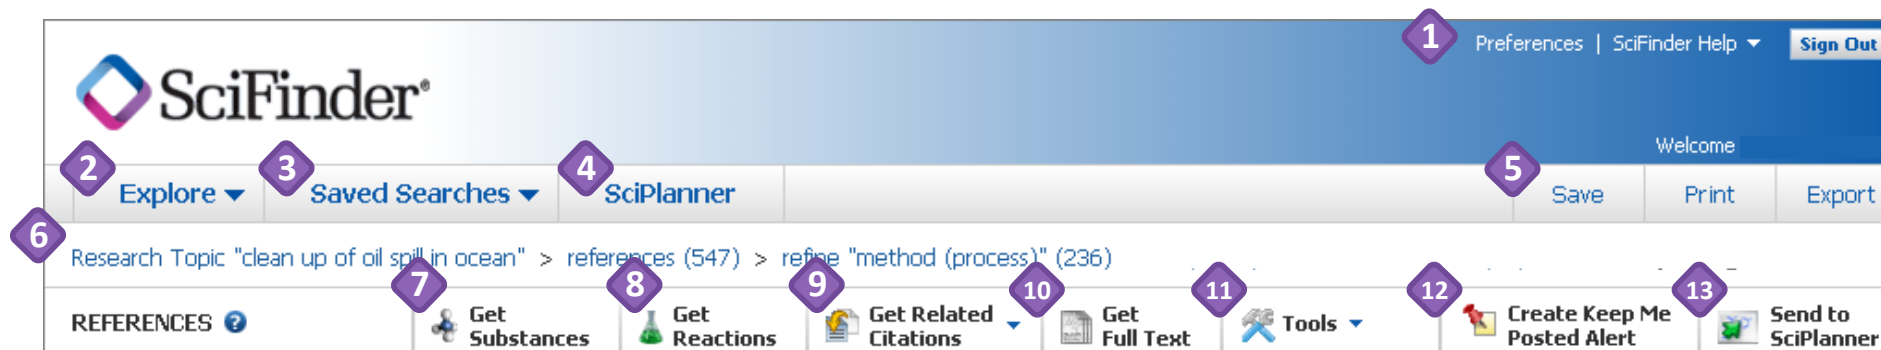 1 Preferences | SciFinder Help Sign Out
SciFinder®
Welcome
2 Explore 3 Saved Searches 4 SciPlanner 5 Save Print Export
6 Research Topic "clean up of oil spill in ocean" > references (547) > refine "method (process)" (236)
REFERENCES ?
7 Get
Substances
8 Get
Reactions
9 Get Related
Citations
10 Get
Full Text
11 Tools
12 Create Keep Me
Posted Alert
13 Send to
SciPlanner